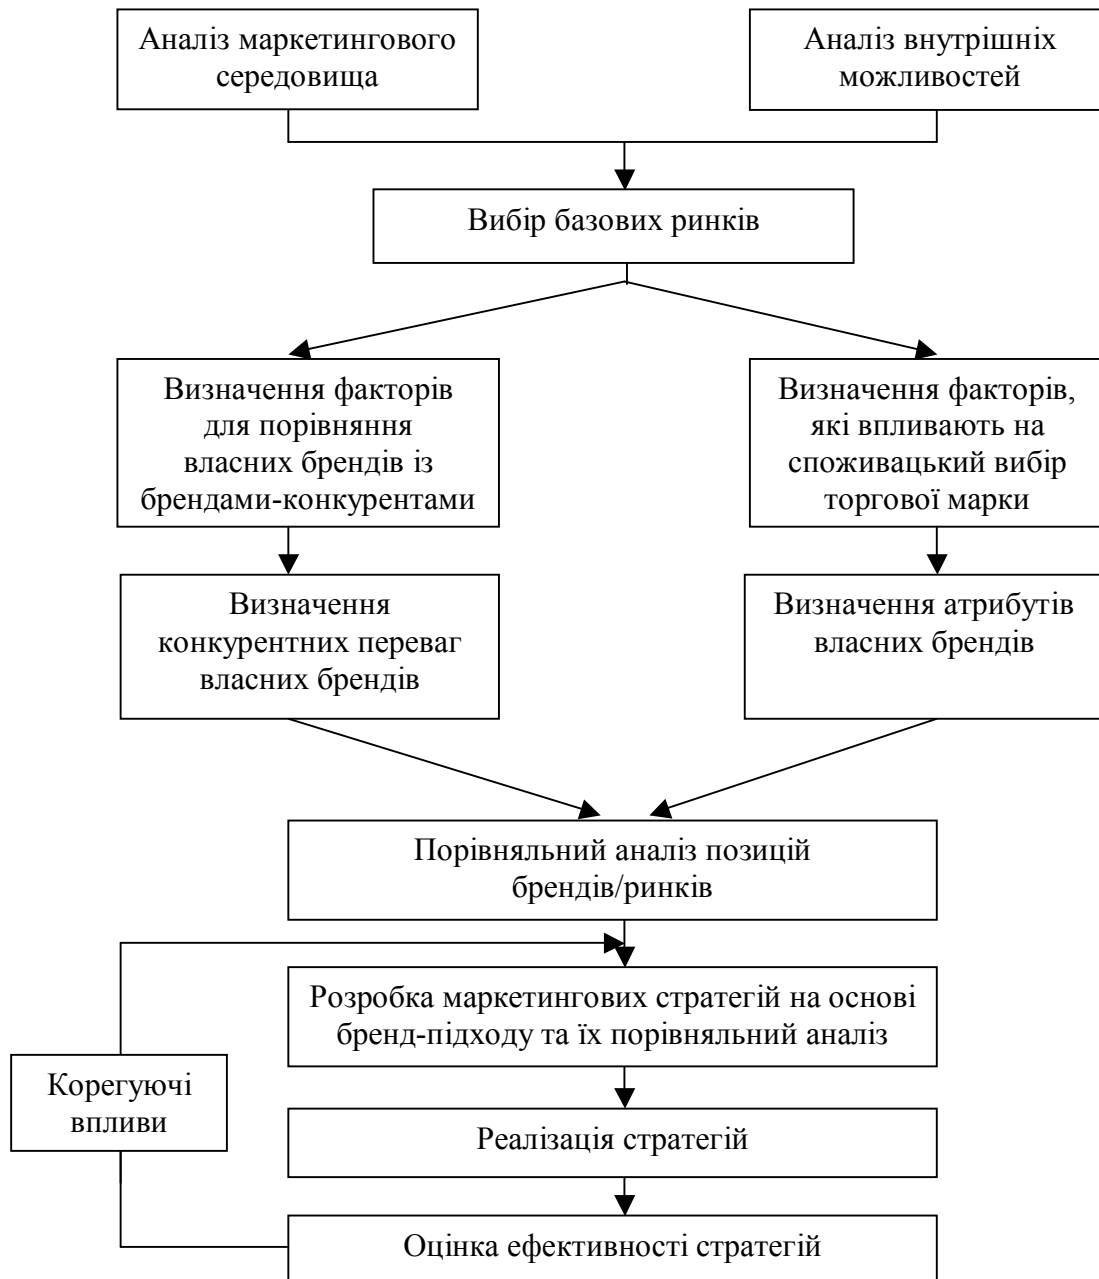 Аналіз маркетингового
середовища
Аналіз внутрішніх
можливостей
Вибір базових ринків
Визначення факторів
для порівняння
власних брендів із
брендами-конкурентами
Визначення факторів,
які впливають на
споживацький вибір
торгової марки
Визначення
конкурентних переваг
власних брендів
Визначення атрибутів
власних брендів
Порівняльний аналіз позицій
брендів/ринків
Розробка маркетингових стратегій на основі
бренд-підходу та їх порівняльний аналіз
Корегуючі
впливи
Реалізація стратегій
Оцінка ефективності стратегій